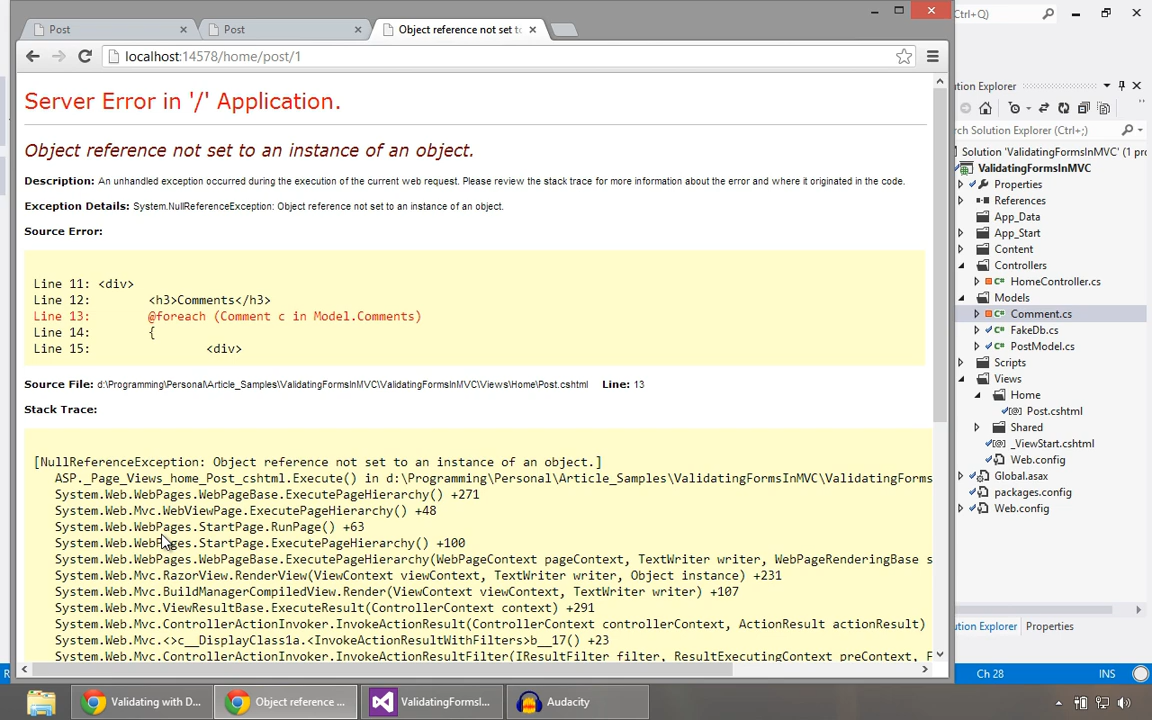 Post
Post
Object reference not set to
Ctrl+Q)
localhost:14578/home/post/1
Server Error in '/' Application.
Object reference not set to an instance of an object.
Description: An unhandled exception occurred during the execution of the current web request. Please review the stack trace for more information about the error and where it originated in the code.
Exception Details: System.NullReferenceException: Object reference not set to an instance of an object.
Source Error:
Line 11: <div>
Line 12: <h3>Comments</h3>
Line 13: @foreach (Comment c in Model.Comments)
Line 14: {
Line 15: <div>
Source File: d:\Programming\Personal\Article_Samples\ValidatingFormsInMVC\ValidatingFormsInMVC\Views\Home\Post.cshtml Line: 13
Stack Trace:
[NullReferenceException: Object reference not set to an instance of an object.]
ASP._Page_Views_home_Post_cshtml.Execute() in d:\Programming\Personal\Article_Samples\ValidatingFormsInMVC\ValidatingForms
System.Web.WebPages.WebPageBase.ExecutePageHierarchy() +271
System.Web.Mvc.WebViewPage.ExecutePageHierarchy() +48
System.Web.WebPages.StartPage.RunPage() +63
System.Web.WebPages.StartPage.ExecutePageHierarchy() +100
System.Web.WebPages.WebPageBase.ExecutePageHierarchy(WebPageContext pageContext, TextWriter writer, WebPageRenderingBase s
System.Web.Mvc.RazorView.RenderView(ViewContext viewContext, TextWriter writer, Object instance) +231
System.Web.Mvc.BuildManagerCompiledView.Render(ViewContext viewContext, TextWriter writer) +107
System.Web.Mvc.ViewResultBase.ExecuteResult(ControllerContext context) +291
System.Web.Mvc.ControllerActionInvoker.InvokeActionResult(ControllerContext controllerContext, ActionResult actionResult)
System.Web.Mvc.<>c__DisplayClass1a.<InvokeActionResultWithFilters>b__17() +23
System.Web.Mvc.ControllerActionInvoker.InvokeActionResultFilter(IResultFilter filter, ResultExecutingContext preContext, F
ution Explorer
rch Solution Explorer (Ctrl+;)
Solution 'ValidatingFormsInMVC' (1 pro
ValidatingFormsInMVC
Properties
References
App_Data
App_Start
Content
Controllers
HomeController.cs
Models
Comment.cs
FakeDb.cs
PostModel.cs
Scripts
Views
Home
Post.cshtml
Shared
_ViewStart.cshtml
Web.config
Global.asax
packages.config
Web.config
ution Explorer Properties
Ch 28 INS
Validating with D...
Object reference ...
ValidatingFormsI...
Audacity